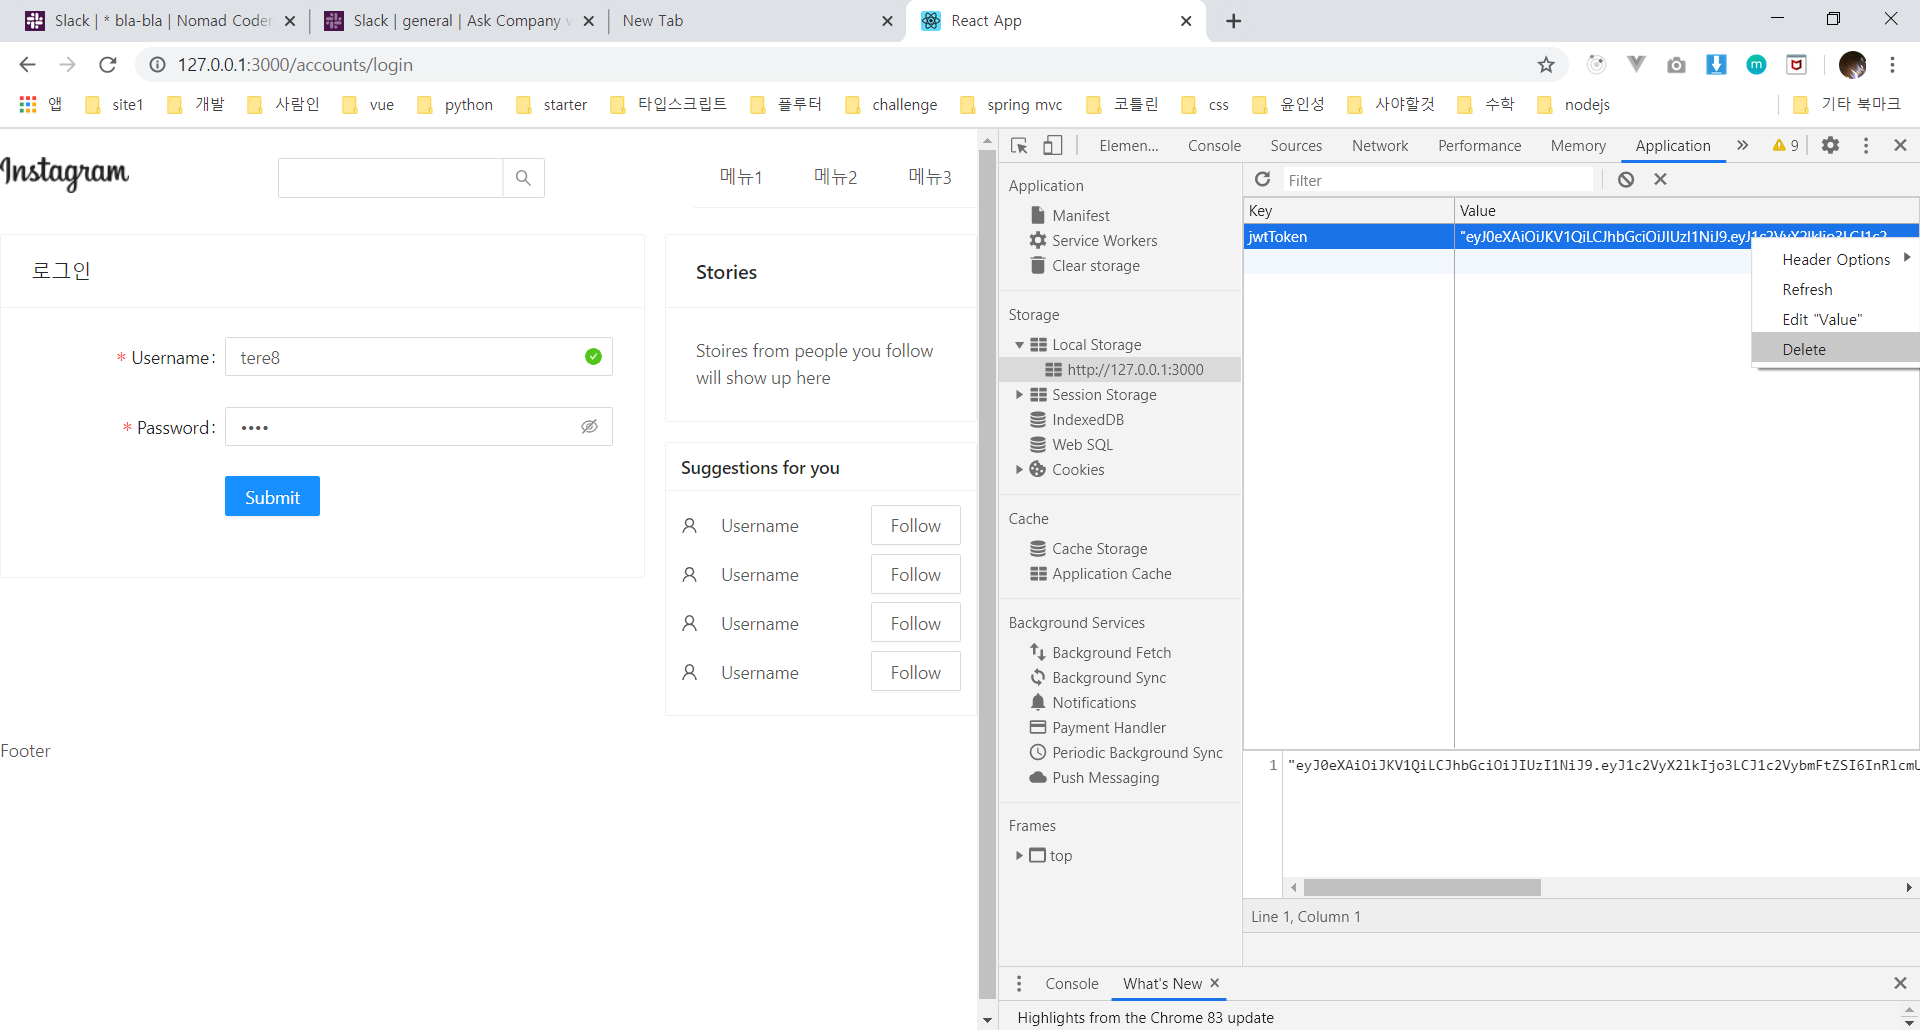 Slack | * bla-bla | Nomad Coder
Slack | general | Ask Company w
New Tab
React App
127.0.0.1:3000/accounts/login
앱
site1
개발
사람인
vue
python
starter
타입스크립트
플루터
challenge
spring mvc
코틀린
css
윤인성
사야할것
수학
nodejs
기타 북마크
Instagram
메뉴1
메뉴2
메뉴3
로그인
* Username:
tere8
* Password:
••••
Submit
Stories
Stoires from people you follow
will show up here
Suggestions for you
Username
Follow
Username
Follow
Username
Follow
Username
Follow
Footer
Elemen...
Console
Sources
Network
Performance
Memory
Application
9
Application
Manifest
Service Workers
Clear storage
Storage
Local Storage
http://127.0.0.1:3000
Session Storage
IndexedDB
Web SQL
Cookies
Cache
Cache Storage
Application Cache
Background Services
Background Fetch
Background Sync
Notifications
Payment Handler
Periodic Background Sync
Push Messaging
Frames
top
Filter
Key
Value
jwtToken
"eyJ0eXAiOiJKV1QiLCJhbGciOiJIUzI1NiJ9.eyJ1c2VyX2lkIjo3LCJ1c2
Header Options
Refresh
Edit "Value"
Delete
1
"eyJ0eXAiOiJKV1QiLCJhbGciOiJIUzI1NiJ9.eyJ1c2VyX2lkIjo3LCJ1c2VybmFtZSI6InRlcmU
Line 1, Column 1
Console
What's New
Highlights from the Chrome 83 update